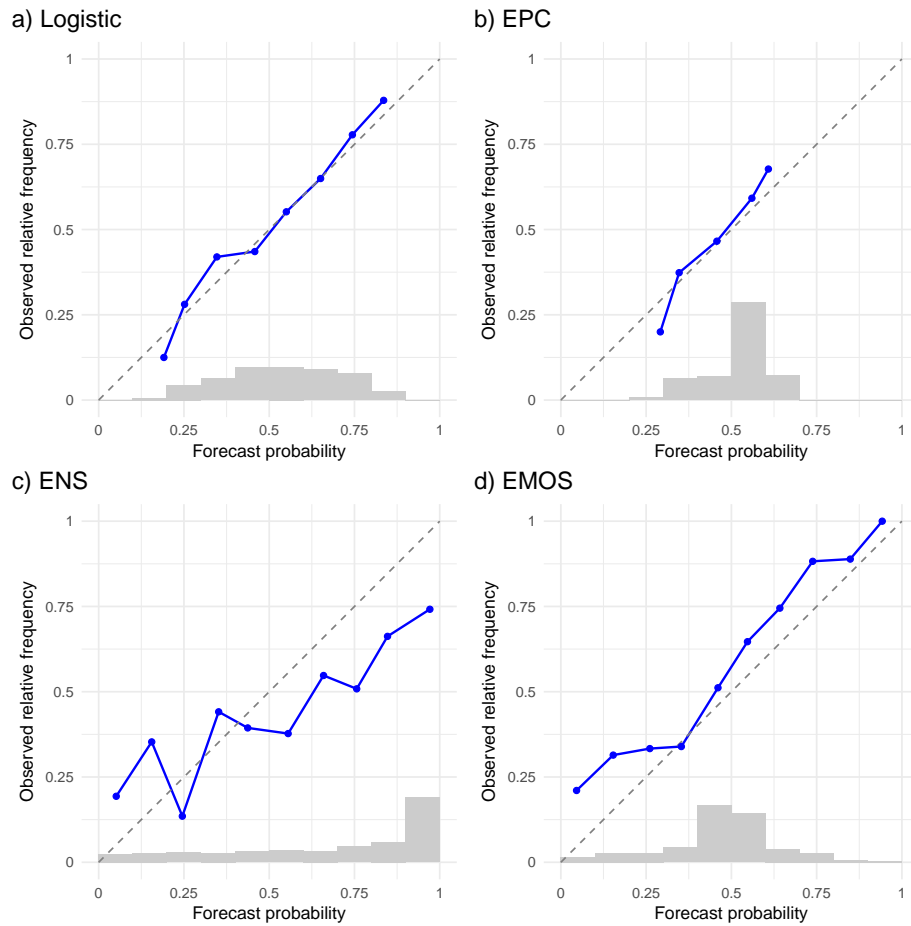 a) Logistic
1
0.75
0.5
0.25
0
0 0.25 0.5 0.75 1
Observed relative frequency
Forecast probability
b) EPC
1
0.75
0.5
0.25
0
0 0.25 0.5 0.75 1
Observed relative frequency
Forecast probability
c) ENS
1
0.75
0.5
0.25
0
0 0.25 0.5 0.75 1
Observed relative frequency
Forecast probability
d) EMOS
1
0.75
0.5
0.25
0
0 0.25 0.5 0.75 1
Observed relative frequency
Forecast probability